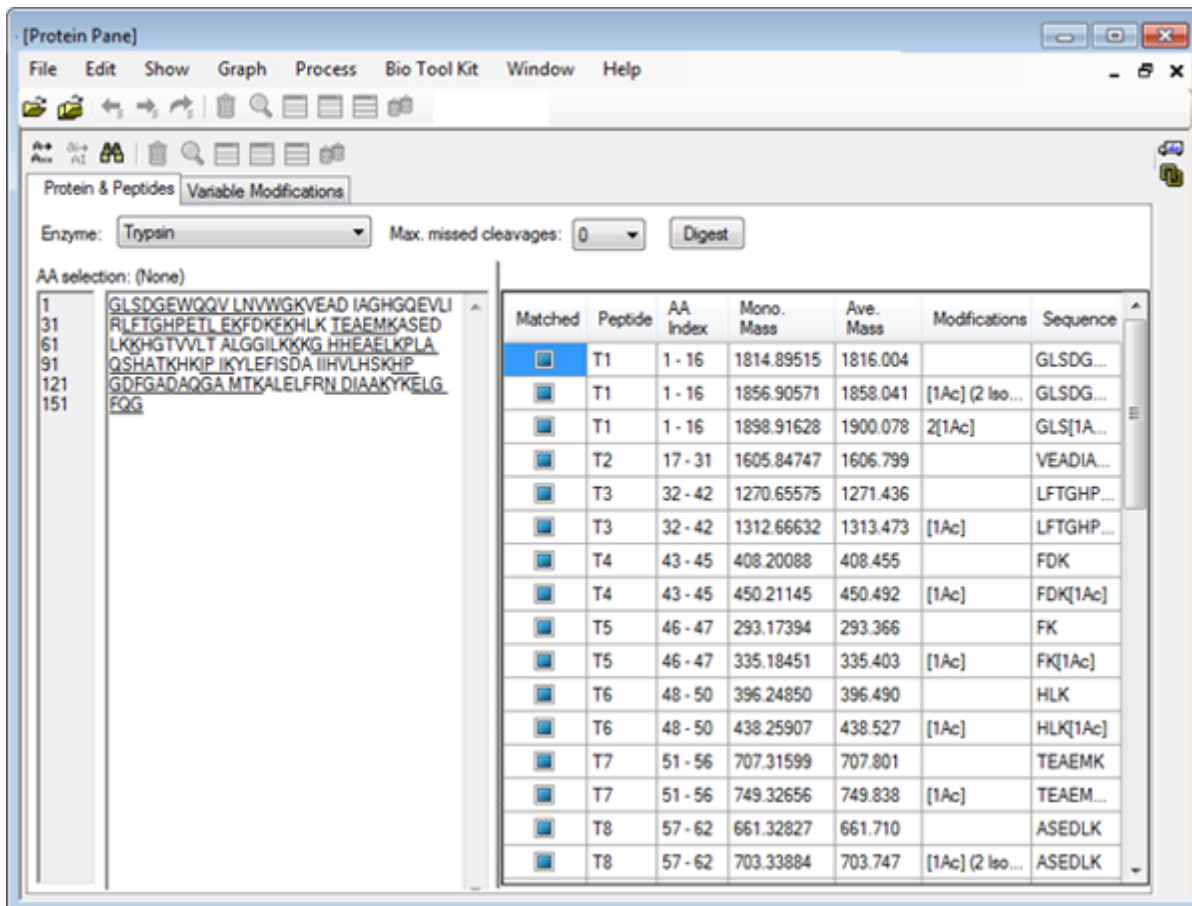 [Protein Pane]
File Edit Show Graph Process Bio Tool Kit Window Help
Protein & Peptides Variable Modifications
Enzyme: Trypsin Max. missed cleavages: 0 Digest
AA selection: (None)
1 GLSDGEWQQV LNVWGKVEAD IAGHGQEVLI
31 RLFTGHPETL EKFDKFKHLK TEAEMKASED
61 LKKHGTVVLT ALGGILKKKG HHEAELKPLA
91 QSHATKHKIP IKYLEFISDA IIHVLHSKHP
121 GDFGADAQGA MTKALELFRN DIAAKYKELG
151 FQG
Matched Peptide AA Index Mono. Mass Ave. Mass Modifications Sequence
T1 1 - 16 1814.89515 1816.004 GLSDG...
T1 1 - 16 1856.90571 1858.041 [1Ac] (2 Iso... GLSDG...
T1 1 - 16 1898.91628 1900.078 2[1Ac] GLS[1A...
T2 17 - 31 1605.84747 1606.799 VEADIA...
T3 32 - 42 1270.65575 1271.436 LFTGHP...
T3 32 - 42 1312.66632 1313.473 [1Ac] LFTGHP...
T4 43 - 45 408.20088 408.455 FDK
T4 43 - 45 450.21145 450.492 [1Ac] FDK[1Ac]
T5 46 - 47 293.17394 293.366 FK
T5 46 - 47 335.18451 335.403 [1Ac] FK[1Ac]
T6 48 - 50 396.24850 396.490 HLK
T6 48 - 50 438.25907 438.527 [1Ac] HLK[1Ac]
T7 51 - 56 707.31599 707.801 TEAEMK
T7 51 - 56 749.32656 749.838 [1Ac] TEAEM...
T8 57 - 62 661.32827 661.710 ASEDLK
T8 57 - 62 703.33884 703.747 [1Ac] (2 Iso... ASEDLK